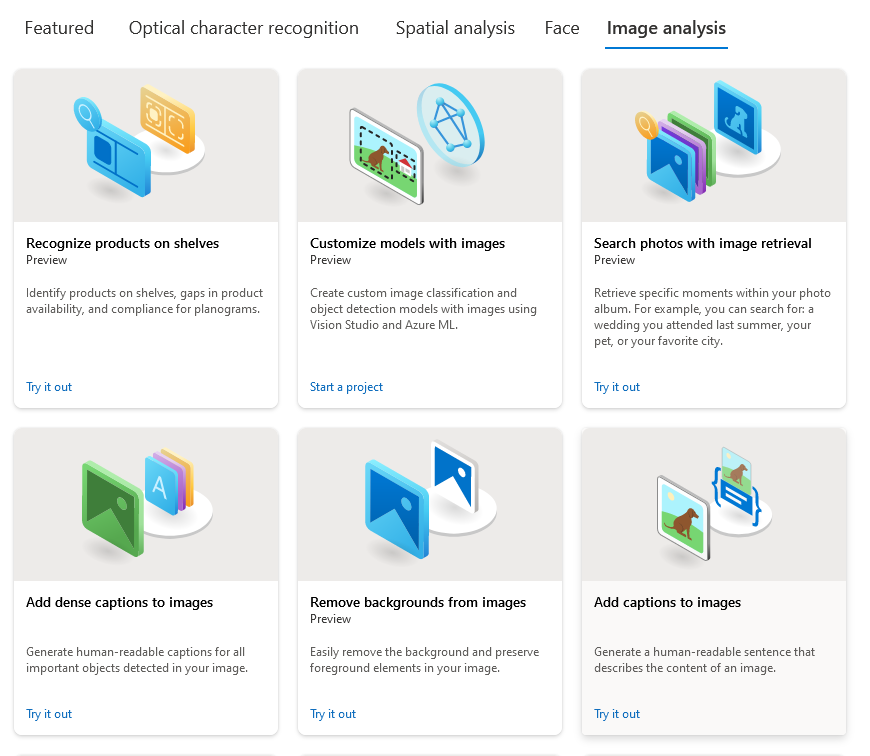 Featured
Optical character recognition
Spatial analysis
Face
Image analysis
Recognize products on shelves
Preview
Identify products on shelves, gaps in product
availability, and compliance for planograms.
Try it out
Customize models with images
Preview
Create custom image classification and
object detection models with images using
Vision Studio and Azure ML.
Start a project
Search photos with image retrieval
Preview
Retrieve specific moments within your photo
album. For example, you can search for: a
wedding you attended last summer, your
pet, or your favorite city.
Try it out
A
Add dense captions to images
Generate human-readable captions for all
important objects detected in your image.
Try it out
Remove backgrounds from images
Preview
Easily remove the background and preserve
foreground elements in your image.
Try it out
Add captions to images
Generate a human-readable sentence that
describes the content of an image.
Try it out